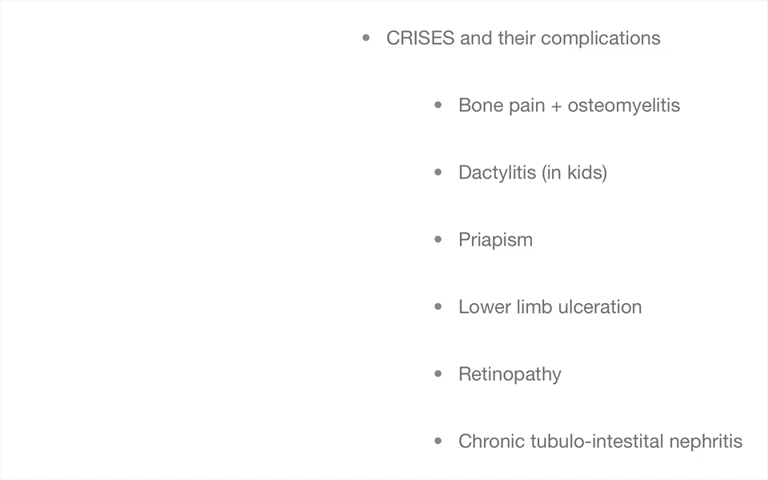 • CRISES and their complications
• Bone pain + osteomyelitis
• Dactylitis (in kids)
• Priapism
• Lower limb ulceration
• Retinopathy
• Chronic tubulo-intestital nephritis